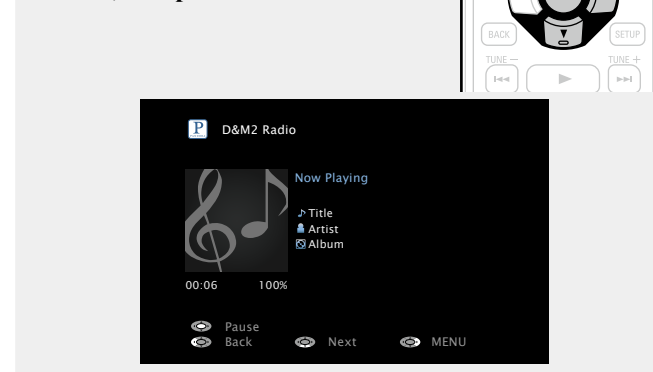 BACK
SETUP
TUNE –
TUNE +
P
D&M2 Radio
Now Playing
Title
Artist
Album
00:06 100%
Pause
Back Next MENU